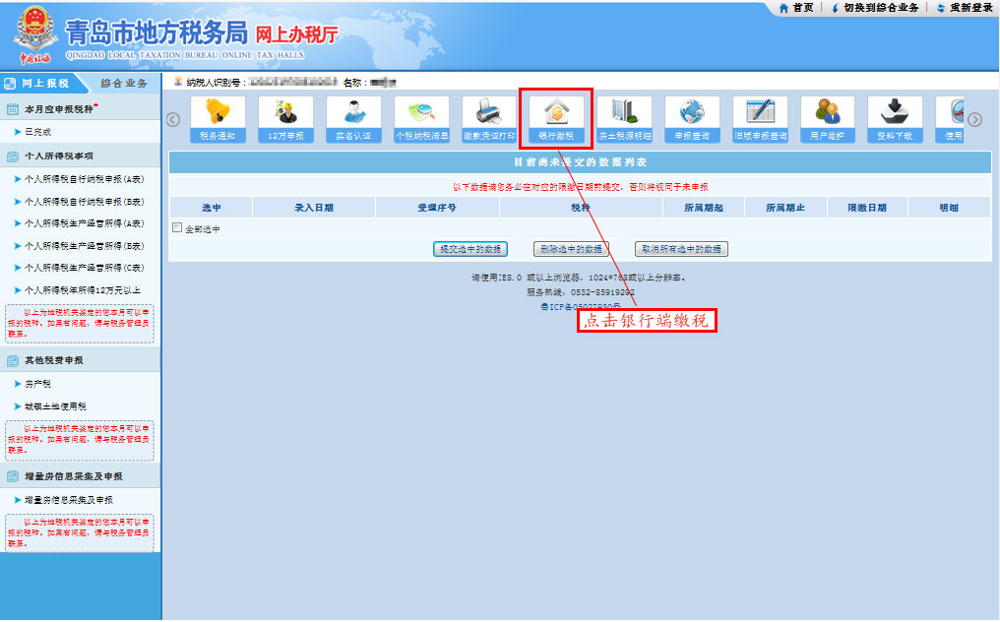 首页 切换到综合业务 重新登录
青岛市地方税务局 网上办税厅
QINGDAO LOCAL TAXATION BUREAU ONLINE TAX HALLS
中国税务
网上报税 综合业务
纳税人识别号： 名称：
本月应申报税种*
已完成
个人所得税事项
个人所得税自行纳税申报(A表)
个人所得税自行纳税申报(B表)
个人所得税生产经营所得(A表)
个人所得税生产经营所得(B表)
个人所得税生产经营所得(C表)
个人所得税年所得12万元以上
以上为地税机关鉴定的您本月可以申
报的税种。如果有问题，请与税务管理员
联系。
其他税费申报
房产税
城镇土地使用税
以上为地税机关鉴定的您本月可以申
报的税种。如果有问题，请与税务管理员
联系。
增量房信息采集及申报
增量房信息采集及申报
以上为地税机关鉴定的您本月可以申
报的税种。如果有问题，请与税务管理员
联系。
税务通知 12万申报 实名认证 个税纳税清单 缴款凭证打印 银行缴税 房土税源明细 申报查询 旧版申报查询 用户维护 资料下载 使用
目前尚未提交的数据列表
以下数据请您务必在对应的限缴日期前提交，否则将视同于未申报
选中 录入日期 受理序号 税种 所属期起 所属期止 限缴日期 明细
全部选中
提交选中的数据 删除选中的数据 取消所有选中的数据
请使用IE8.0 或以上浏览器，1024*768或以上分辨率。
服务热线：0532-85919292
鲁ICP备05027930号
点击银行端缴税